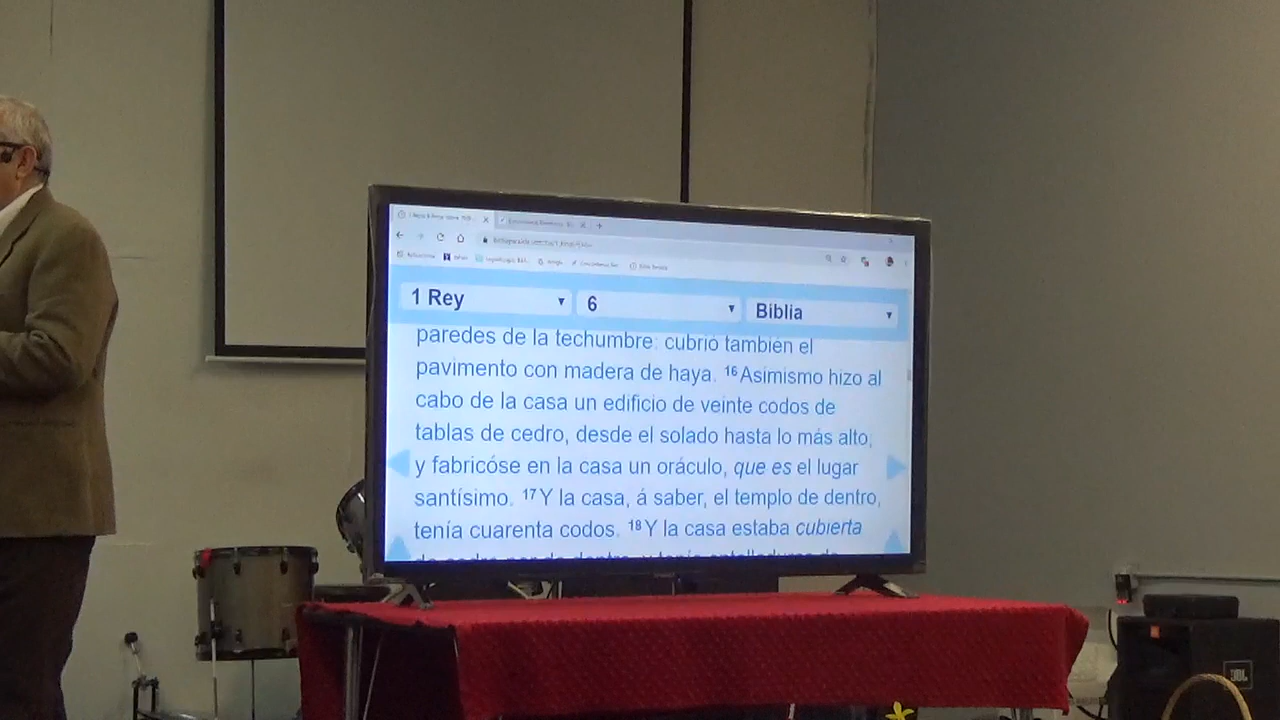 1 Rey
6
Biblia
paredes de la techumbre: cubrió también el
pavimento con madera de haya. 16 Asimismo hizo al
cabo de la casa un edificio de veinte codos de
tablas de cedro, desde el solado hasta lo más alto;
y fabricóse en la casa un oráculo, que es el lugar
santísimo. 17 Y la casa, á saber, el templo de dentro,
tenía cuarenta codos. 18 Y la casa estaba cubierta
JBL